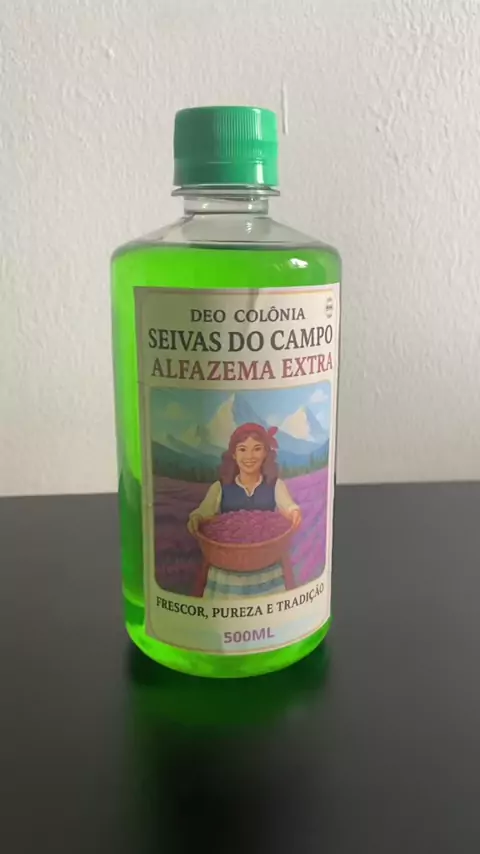 DEO COLÔNIA
SEIVAS DO CAMPO
ALFAZEMA EXTRA
FRESCOR, PUREZA E TRADIÇÃO
500ML